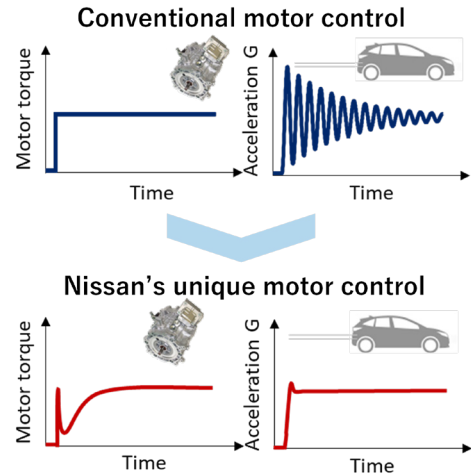 Conventional motor control
Motor torque
Time
Acceleration G
Time
Nissan's unique motor control
Motor torque
Time
Acceleration G
Time